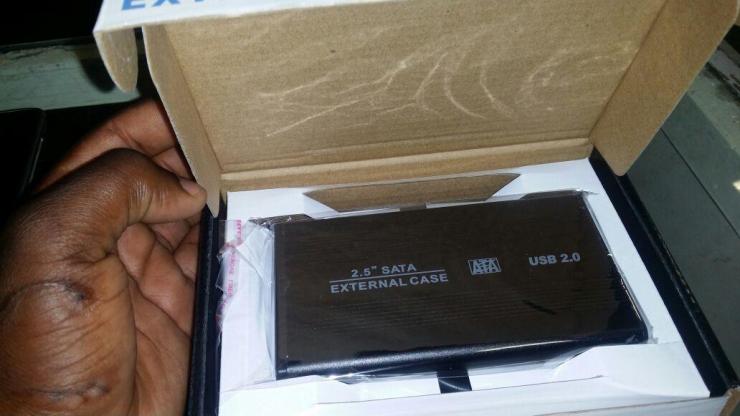 2.5" SATA
EXTERNAL CASE
SATA
USB 2.0